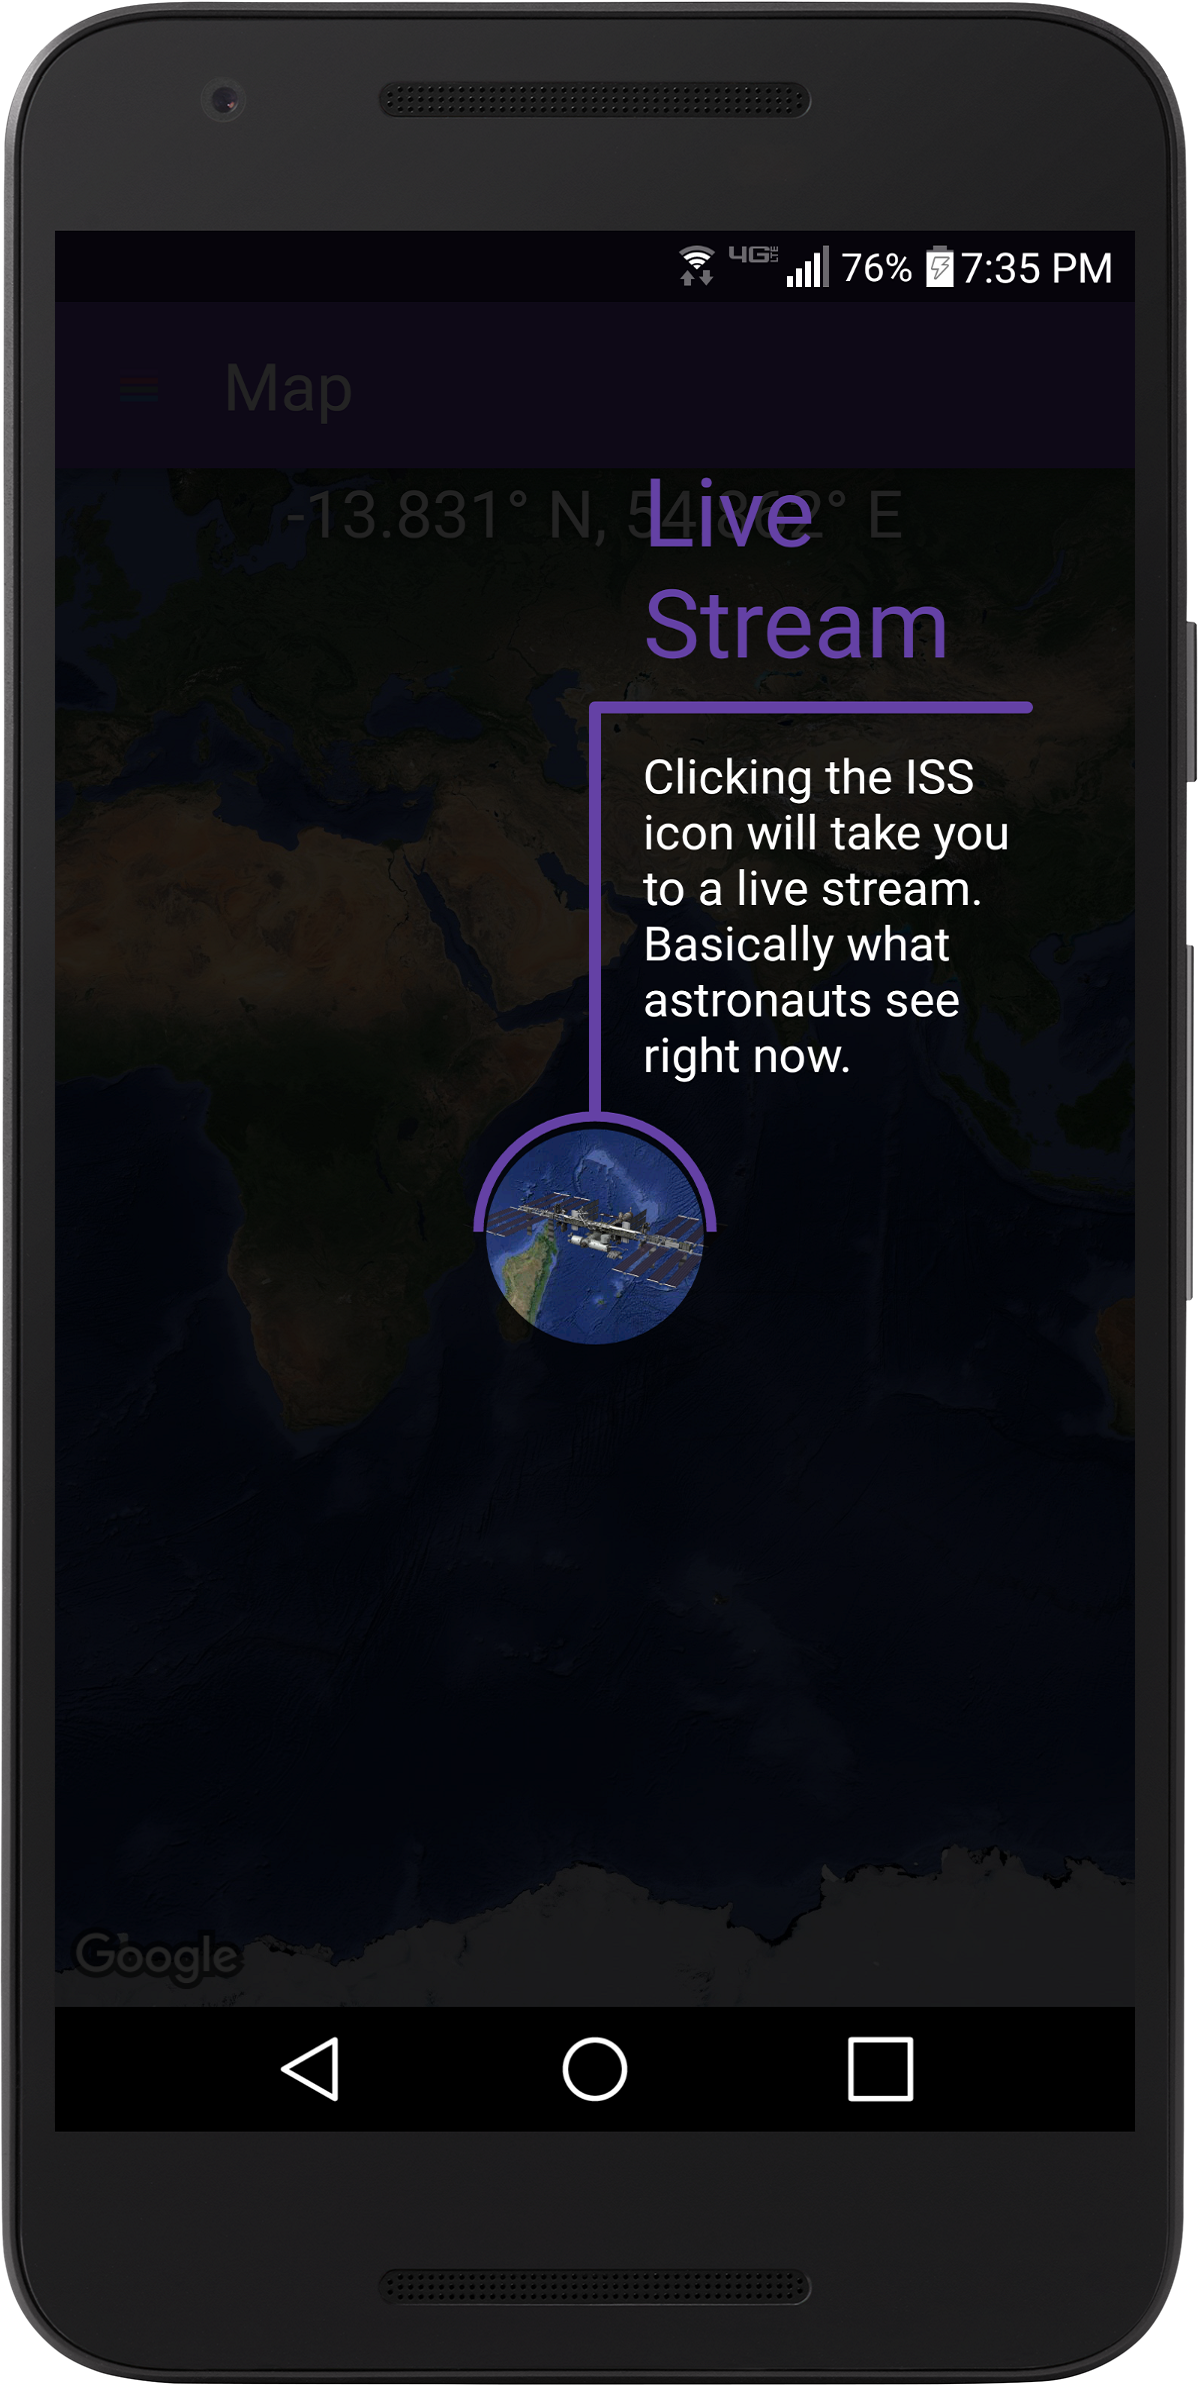 4G LTE 76% 7:35 PM
Map
-13.831° N, 54.862° E
Live
Stream
Clicking the ISS
icon will take you
to a live stream.
Basically what
astronauts see
right now.
Google